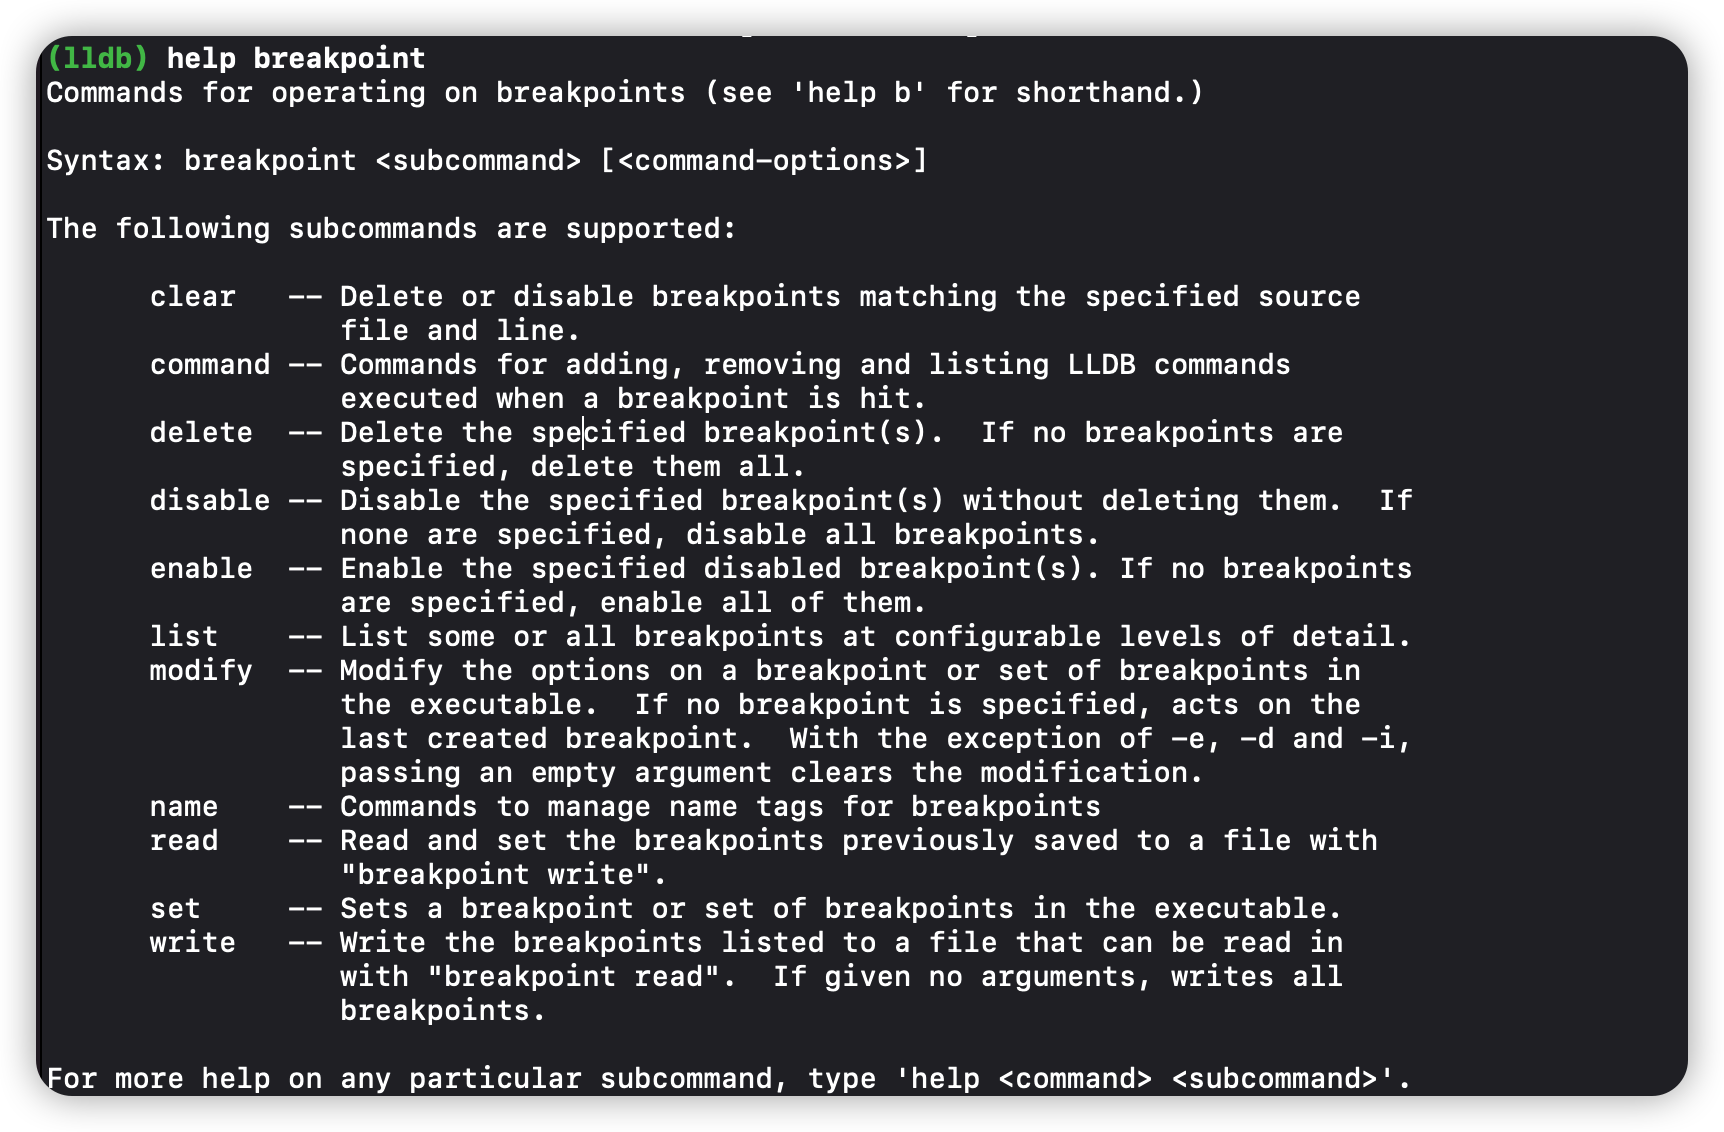 (lldb) help breakpoint
Commands for operating on breakpoints (see 'help b' for shorthand.)
Syntax: breakpoint <subcommand> [<command-options>]
The following subcommands are supported:
clear -- Delete or disable breakpoints matching the specified source
file and line.
command -- Commands for adding, removing and listing LLDB commands
executed when a breakpoint is hit.
delete -- Delete the specified breakpoint(s).  If no breakpoints are
specified, delete them all.
disable -- Disable the specified breakpoint(s) without deleting them.  If
none are specified, disable all breakpoints.
enable -- Enable the specified disabled breakpoint(s). If no breakpoints
are specified, enable all of them.
list -- List some or all breakpoints at configurable levels of detail.
modify -- Modify the options on a breakpoint or set of breakpoints in
the executable.  If no breakpoint is specified, acts on the
last created breakpoint.  With the exception of -e, -d and -i,
passing an empty argument clears the modification.
name -- Commands to manage name tags for breakpoints
read -- Read and set the breakpoints previously saved to a file with
"breakpoint write".
set -- Sets a breakpoint or set of breakpoints in the executable.
write -- Write the breakpoints listed to a file that can be read in
with "breakpoint read".  If given no arguments, writes all
breakpoints.
For more help on any particular subcommand, type 'help <command> <subcommand>'.